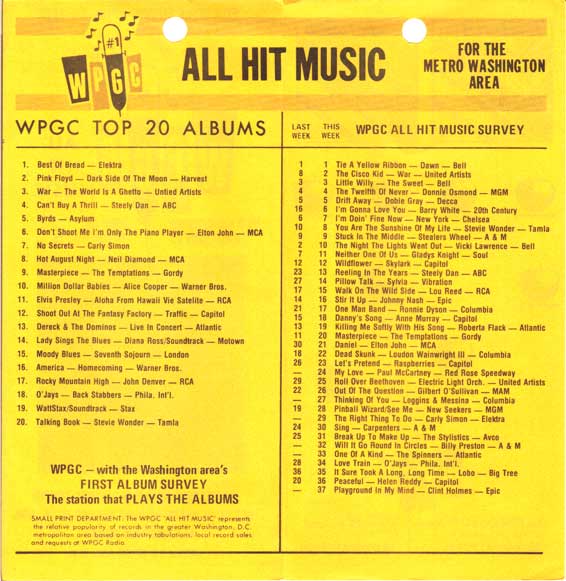 #1
WPGC
ALL HIT MUSIC
FOR THE
METRO WASHINGTON
AREA
WPGC TOP 20 ALBUMS
1. Best Of Bread — Elektra
2. Pink Floyd — Dark Side Of The Moon — Harvest
3. War — The World Is A Ghetto — Untied Artists
4. Can't Buy A Thrill — Steely Dan — ABC
5. Byrds — Asylum
6. Don't Shoot Me I'm Only The Piano Player — Elton John — MCA
7. No Secrets — Carly Simon
8. Hot August Night — Neil Diamond — MCA
9. Masterpiece — The Temptations — Gordy
10. Million Dollar Babies — Alice Cooper — Warner Bros.
11. Elvis Presley — Aloha From Hawaii Vie Satelite — RCA
12. Shoot Out At The Fantasy Factory — Traffic — Capitol
13. Dereck & The Dominos — Live In Concert — Atlantic
14. Lady Sings The Blues — Diana Ross/Soundtrack — Motown
15. Moody Blues — Seventh Sojourn — London
16. America — Homecoming — Warner Bros.
17. Rocky Mountain High — John Denver — RCA
18. O'Jays — Back Stabbers — Phila. Int'l.
19. WattStax/Soundtrack — Stax
20. Talking Book — Stevie Wonder — Tamla
WPGC — with the Washington area's
FIRST ALBUM SURVEY
The station that PLAYS THE ALBUMS
SMALL PRINT DEPARTMENT: The WPGC 'ALL HIT MUSIC' represents
the relative popularity of records in the greater Washington, D.C.
metropolitan area based on industry tabulations, local record sales
and requests at WPGC Radio.
LAST WEEK THIS WEEK WPGC ALL HIT MUSIC SURVEY
1 1 Tie A Yellow Ribbon — Dawn — Bell
8 2 The Cisco Kid — War — United Artists
3 3 Little Willy — The Sweet — Bell
4 4 The Twelfth Of Never — Donnie Osmond — MGM
5 5 Drift Away — Dobie Gray — Decca
16 6 I'm Gonna Love You — Barry White — 20th Century
6 7 I'm Doin' Fine Now — New York — Chelsea
10 8 You Are The Sunshine Of My Life — Stevie Wonder — Tamla
9 9 Stuck In The Middle — Stealers Wheel — A & M
2 10 The Night The Lights Went Out — Vicki Lawrence — Bell
7 11 Neither One Of Us — Gladys Knight — Soul
12 12 Wildflower — Skylark — Capitol
23 13 Reeling In The Years — Steely Dan — ABC
27 14 Pillow Talk — Sylvia — Vibration
17 15 Walk On The Wild Side — Lou Reed — RCA
14 16 Stir It Up — Johnny Nash — Epic
21 17 One Man Band — Ronnie Dyson — Columbia
15 18 Danny's Song — Anne Murray — Capitol
13 19 Killing Me Softly With His Song — Roberta Flack — Atlantic
11 20 Masterpiece — The Temptations — Gordy
30 21 Daniel — Elton John — MCA
18 22 Dead Skunk — Loudon Wainwright III — Columbia
26 23 Let's Pretend — Raspberries — Capitol
— 24 My Love — Paul McCartney — Red Rose Speedway
29 25 Roll Over Beethoven — Electric Light Orch. — United Artists
22 26 Out Of The Question — Gilbert O'Sullivan — MAM
— 27 Thinking Of You — Loggins & Messina — Columbia
19 28 Pinball Wizard/See Me — New Seekers — MGM
— 29 The Right Thing To Do — Carly Simon — Elektra
24 30 Sing — Carpenters — A & M
25 31 Break Up To Make Up — The Stylistics — Avco
— 32 Will It Go Round In Circles — Billy Preston — A & M
— 33 One Of A Kind — The Spinners — Atlantic
28 34 Love Train — O'Jays — Phila. Int'l.
36 35 It Sure Took A Long, Long Time — Lobo — Big Tree
20 36 Peaceful — Helen Reddy — Capitol
— 37 Playground In My Mind — Clint Holmes — Epic